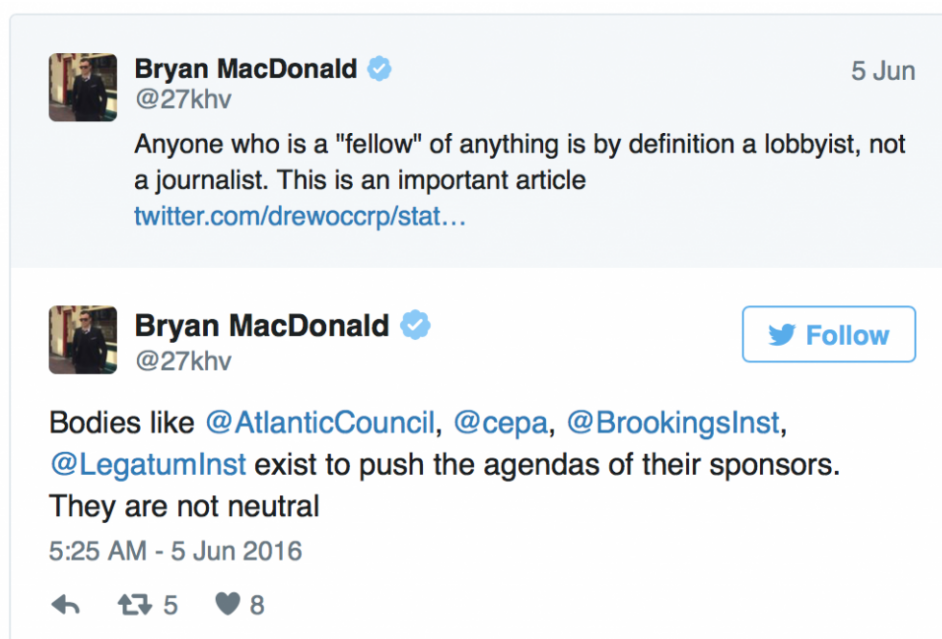 Bryan MacDonald
5 Jun
@27khv
Anyone who is a "fellow" of anything is by definition a lobbyist, not
a journalist. This is an important article
twitter.com/drewoccrp/stat…
Bryan MacDonald
Follow
@27khv
Bodies like @AtlanticCouncil, @cepa, @BrookingsInst,
@LegatumInst exist to push the agendas of their sponsors.
They are not neutral
5:25 AM - 5 Jun 2016
5 8